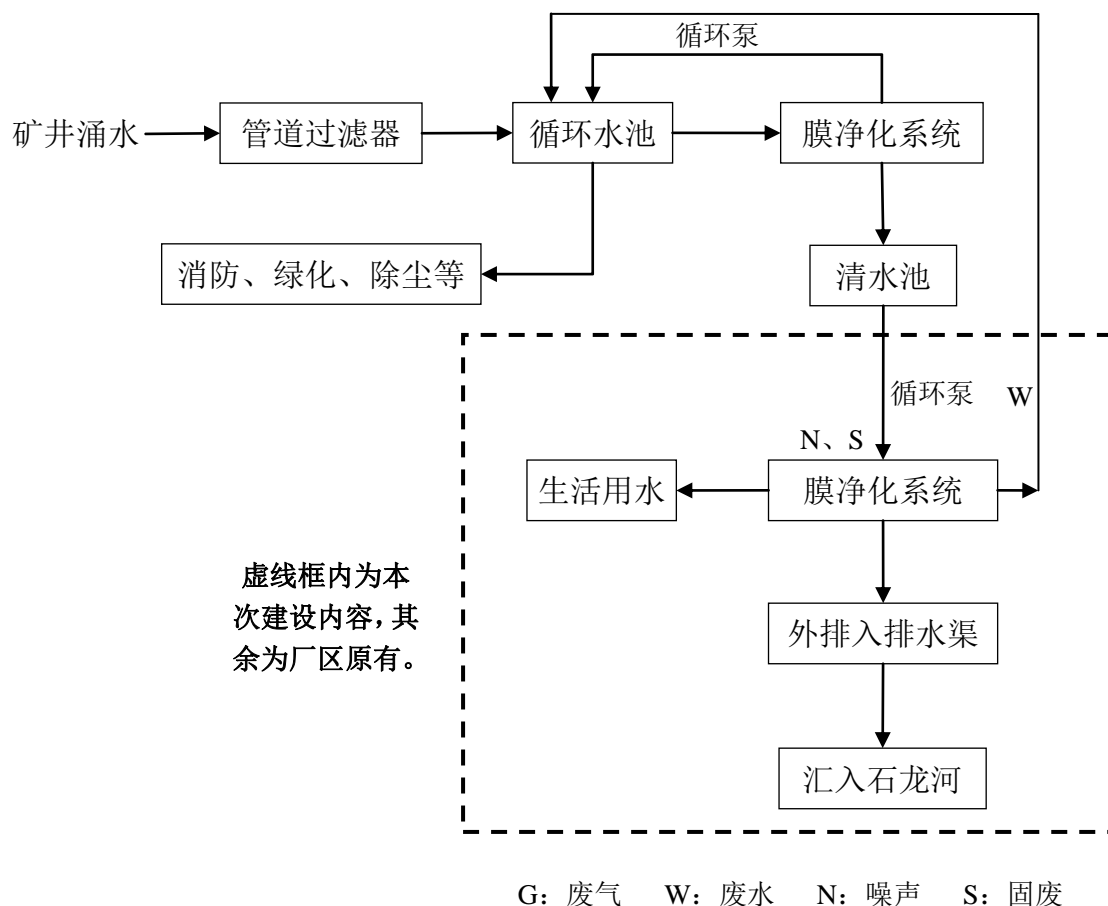 循环泵
矿井涌水
管道过滤器
循环水池
膜净化系统
消防、绿化、除尘等
清水池
循环泵
W
N、S
生活用水
膜净化系统
虚线框内为本
次建设内容，其
余为厂区原有。
外排入排水渠
汇入石龙河
G：废气 W：废水 N：噪声 S：固废